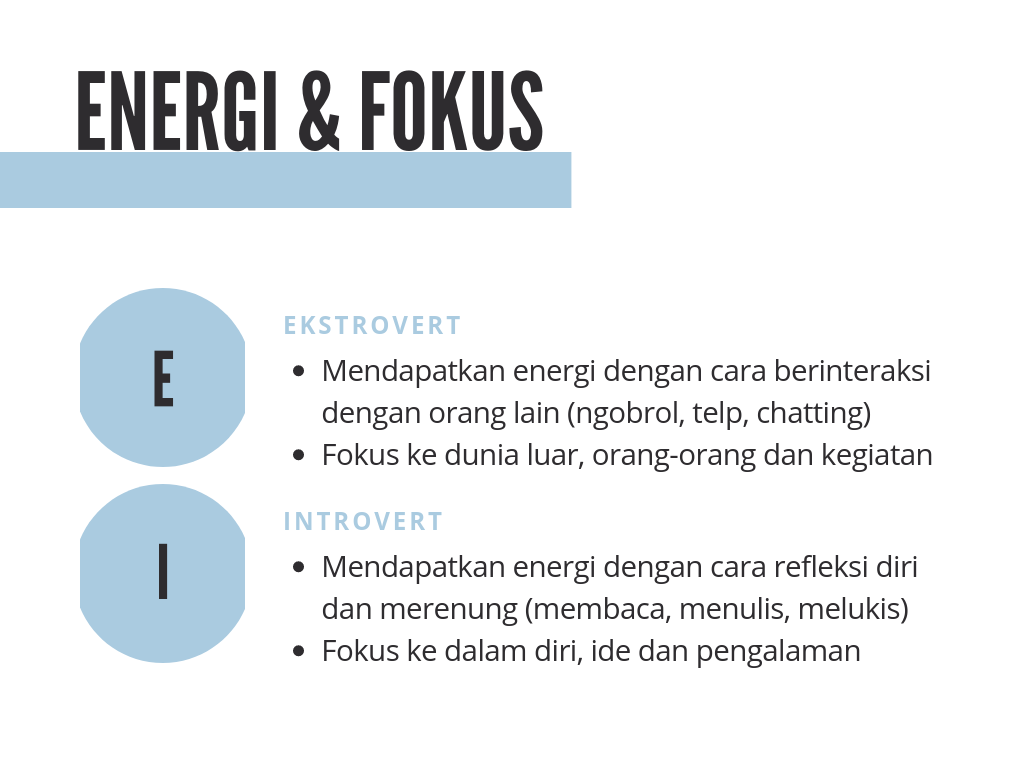 ENERGI & FOKUS
E
EKSTROVERT
• Mendapatkan energi dengan cara berinteraksi
dengan orang lain (ngobrol, telp, chatting)
• Fokus ke dunia luar, orang-orang dan kegiatan
I
INTROVERT
• Mendapatkan energi dengan cara refleksi diri
dan merenung (membaca, menulis, melukis)
• Fokus ke dalam diri, ide dan pengalaman